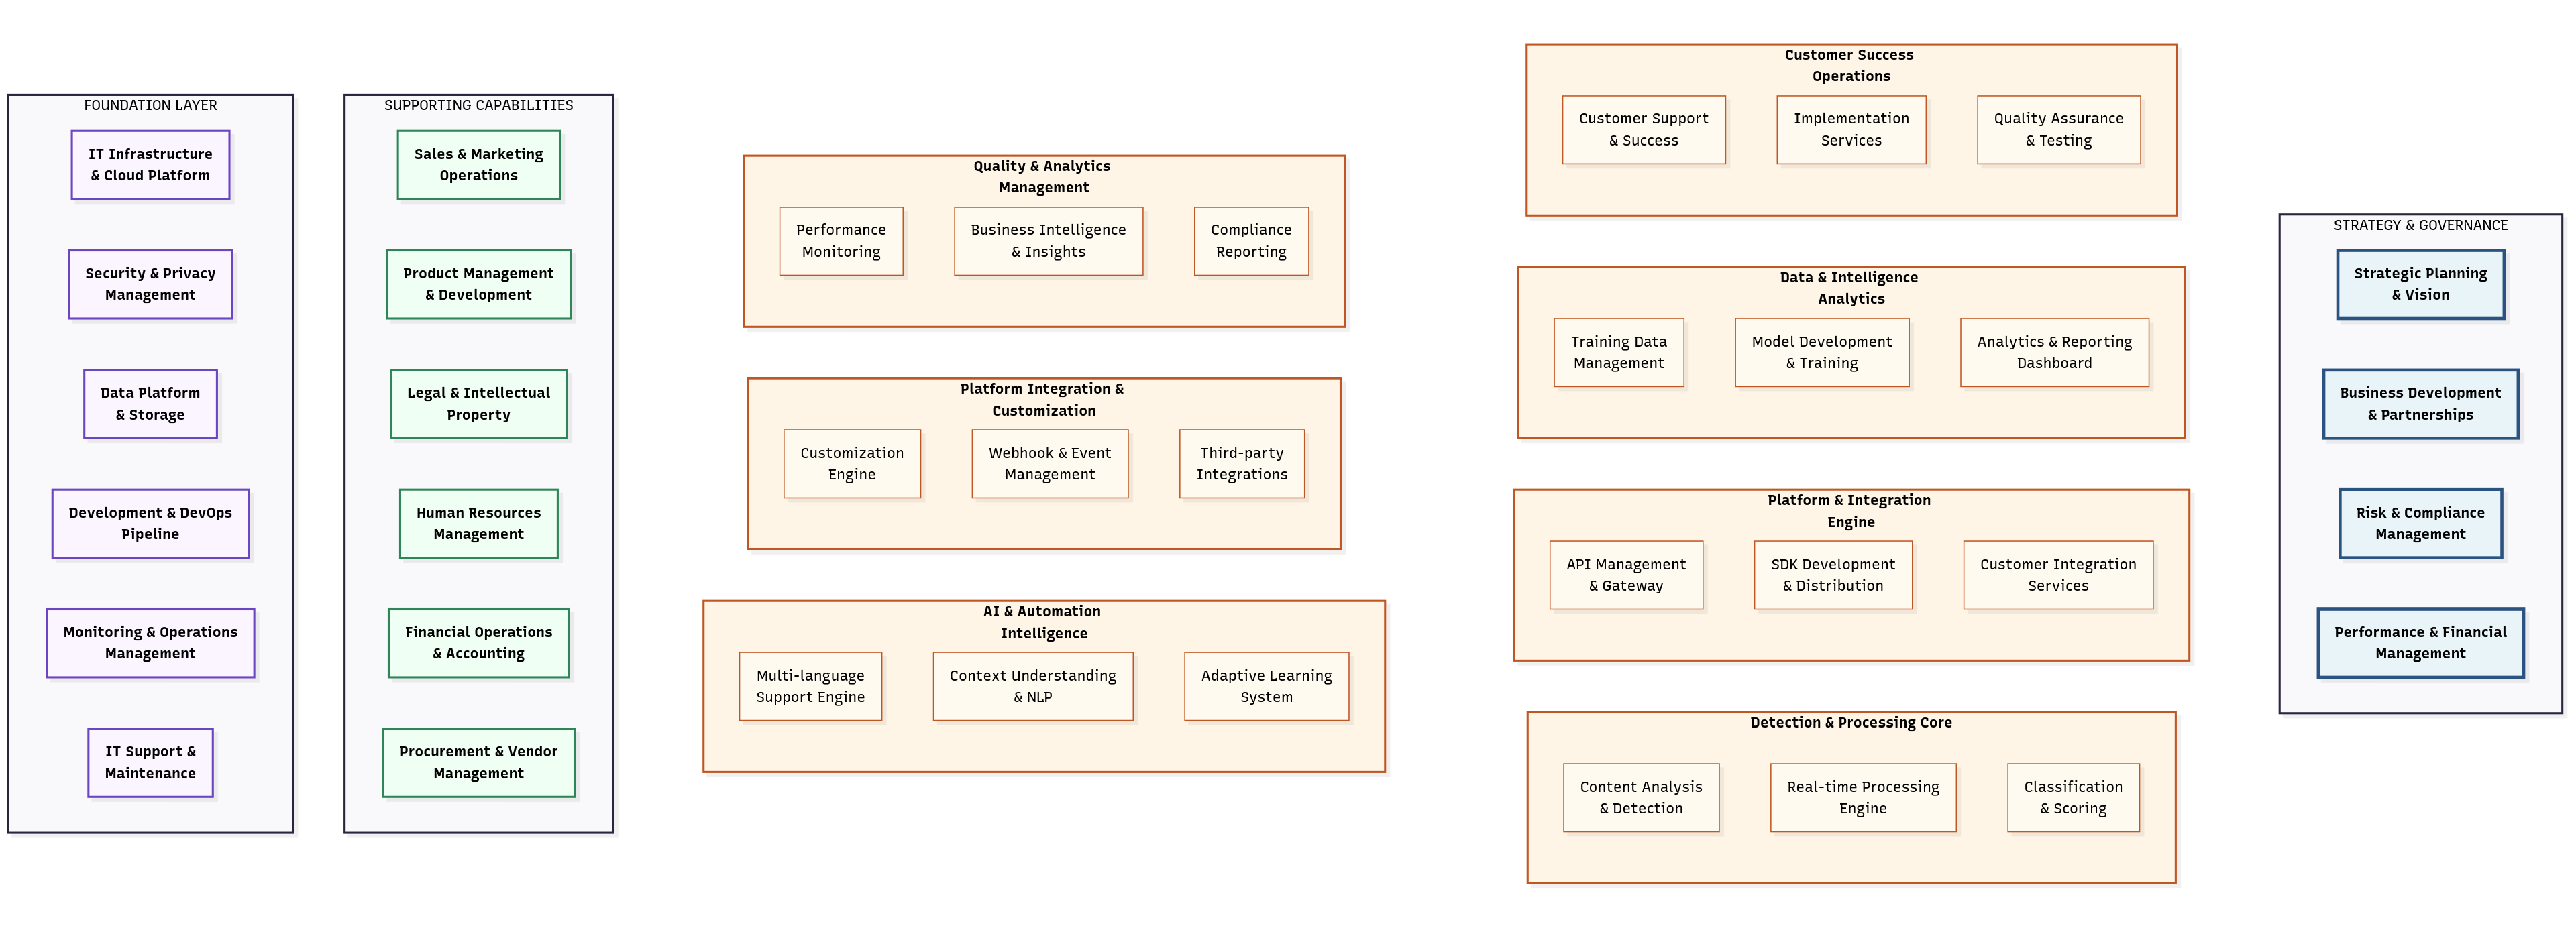 FOUNDATION LAYER
IT Infrastructure
& Cloud Platform
Security & Privacy
Management
Data Platform
& Storage
Development & DevOps
Pipeline
Monitoring & Operations
Management
IT Support &
Maintenance
SUPPORTING CAPABILITIES
Sales & Marketing
Operations
Product Management
& Development
Legal & Intellectual
Property
Human Resources
Management
Financial Operations
& Accounting
Procurement & Vendor
Management
Quality & Analytics
Management
Performance
Monitoring
Business Intelligence
& Insights
Compliance
Reporting
Platform Integration &
Customization
Customization
Engine
Webhook & Event
Management
Third-party
Integrations
AI & Automation
Intelligence
Multi-language
Support Engine
Context Understanding
& NLP
Adaptive Learning
System
Customer Success
Operations
Customer Support
& Success
Implementation
Services
Quality Assurance
& Testing
Data & Intelligence
Analytics
Training Data
Management
Model Development
& Training
Analytics & Reporting
Dashboard
Platform & Integration
Engine
API Management
& Gateway
SDK Development
& Distribution
Customer Integration
Services
Detection & Processing Core
Content Analysis
& Detection
Real-time Processing
Engine
Classification
& Scoring
STRATEGY & GOVERNANCE
Strategic Planning
& Vision
Business Development
& Partnerships
Risk & Compliance
Management
Performance & Financial
Management